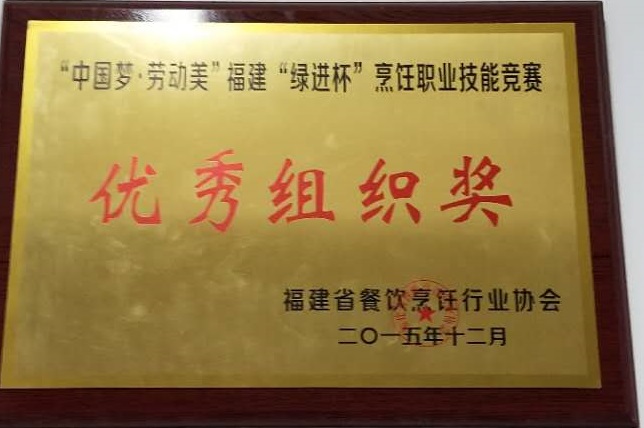 “中国梦·劳动美”福建“绿进杯”烹饪职业技能竞赛
优秀组织奖
福建省餐饮烹饪行业协会
二〇一五年十二月